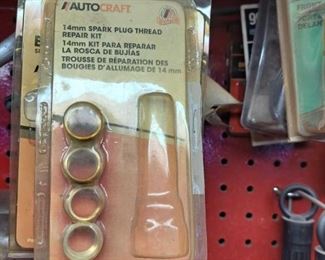 AUTOCRAFT
14mm SPARK PLUG THREAD
REPAIR KIT
14mm KIT PARA REPARAR
LA ROSCA DE BUJÍAS
TROUSSE DE RÉPARATION DES
BOUGIES D'ALLUMAGE DE 14 mm
FRONT